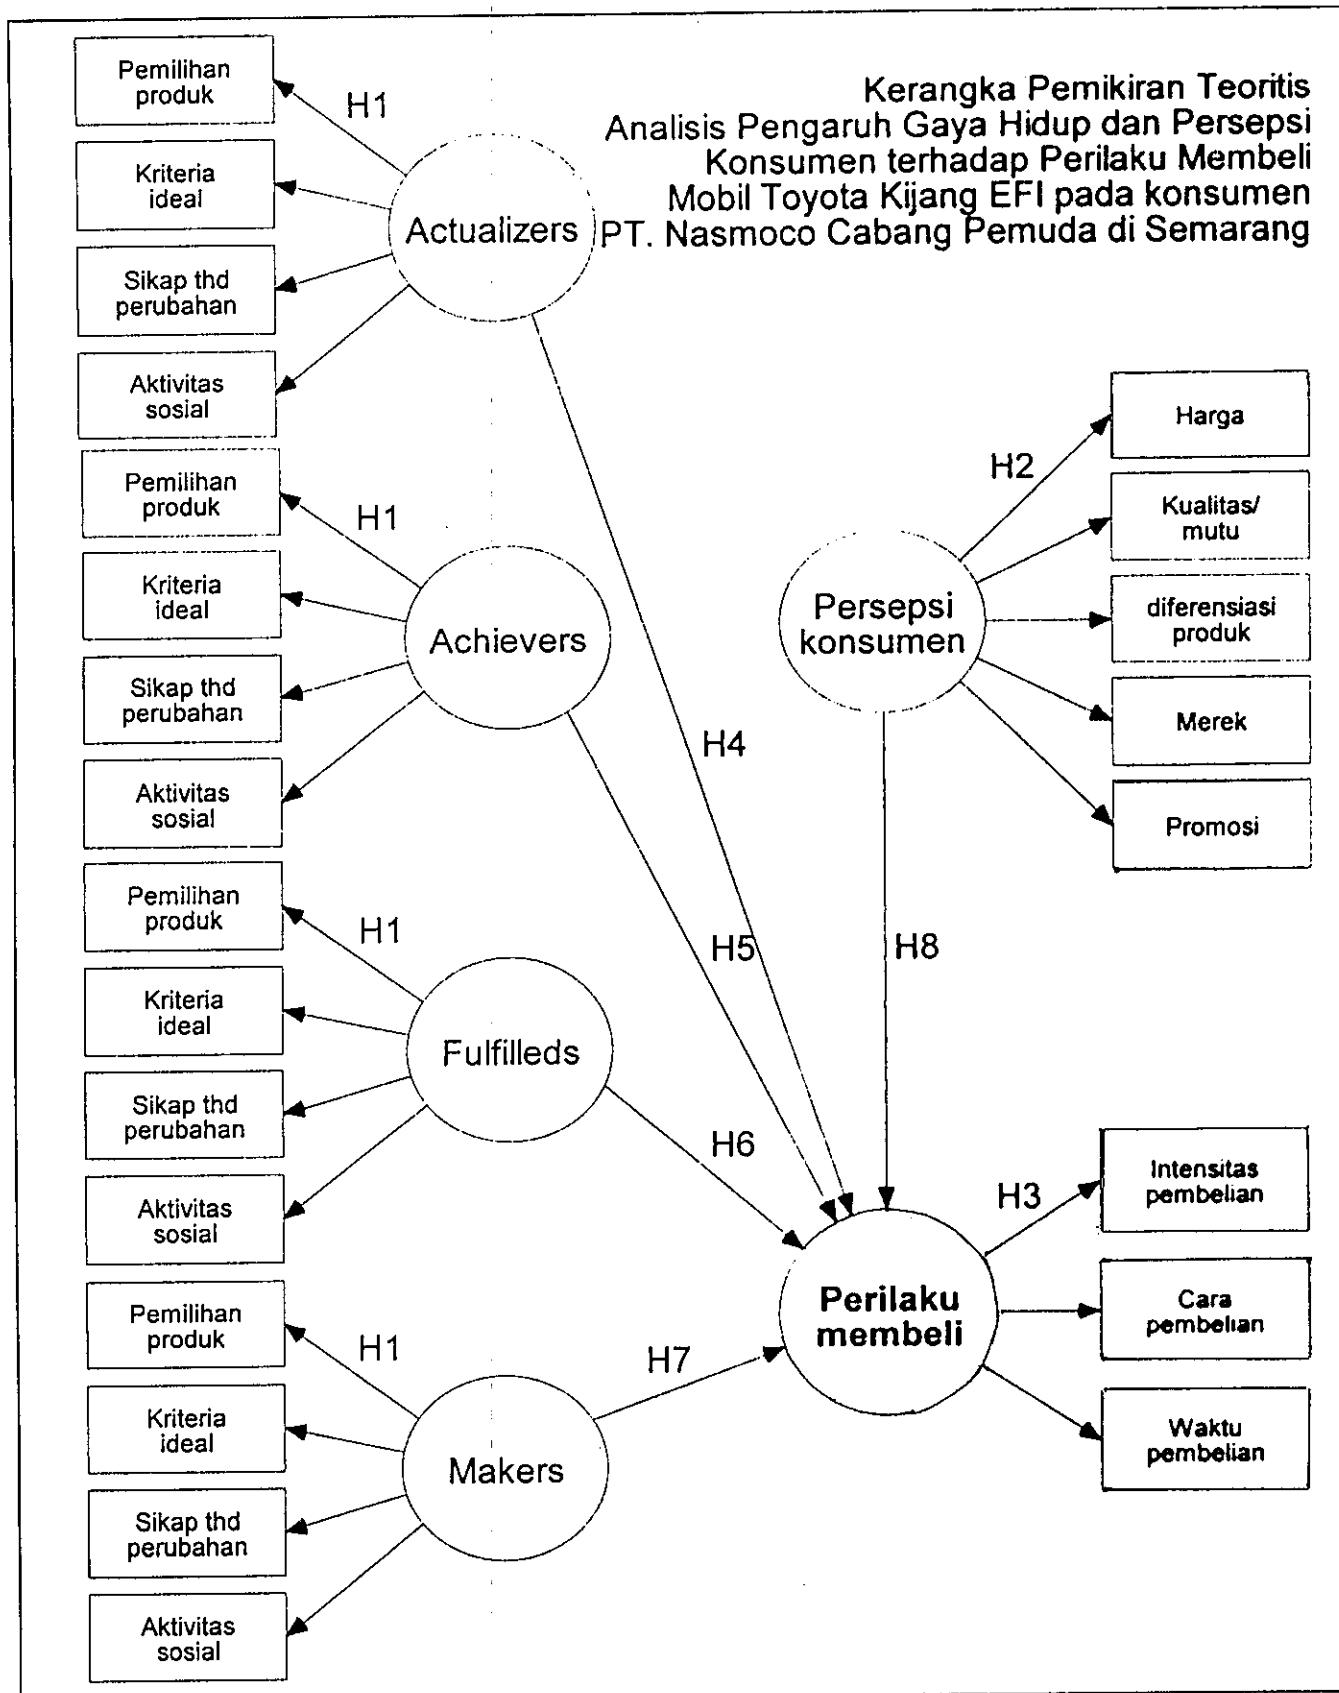 Kerangka Pemikiran Teoritis
Analisis Pengaruh Gaya Hidup dan Persepsi
Konsumen terhadap Perilaku Membeli
Mobil Toyota Kijang EFI pada konsumen
PT. Nasmoco Cabang Pemuda di Semarang
Pemilihan
produk
Kriteria
ideal
Sikap thd
perubahan
Aktivitas
sosial
H1
Actualizers
Pemilihan
produk
Kriteria
ideal
Sikap thd
perubahan
Aktivitas
sosial
H1
Achievers
Pemilihan
produk
Kriteria
ideal
Sikap thd
perubahan
Aktivitas
sosial
H1
Fulfilleds
Pemilihan
produk
Kriteria
ideal
Sikap thd
perubahan
Aktivitas
sosial
H1
Makers
H4
H5
H6
H7
H8
Persepsi
konsumen
H2
Harga
Kualitas/
mutu
diferensiasi
produk
Merek
Promosi
Perilaku
membeli
H3
Intensitas
pembelian
Cara
pembelian
Waktu
pembelian